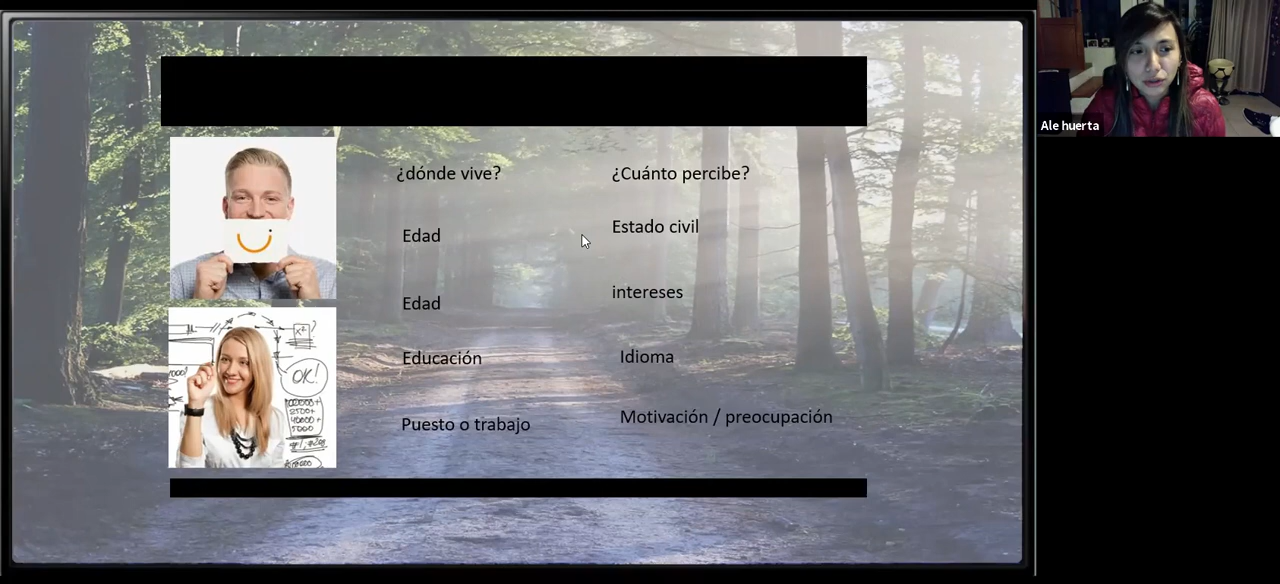 ¿dónde vive?
¿Cuánto percibe?
Edad
Estado civil
Edad
intereses
Educación
Idioma
Puesto o trabajo
Motivación / preocupación
OK!
Ale huerta